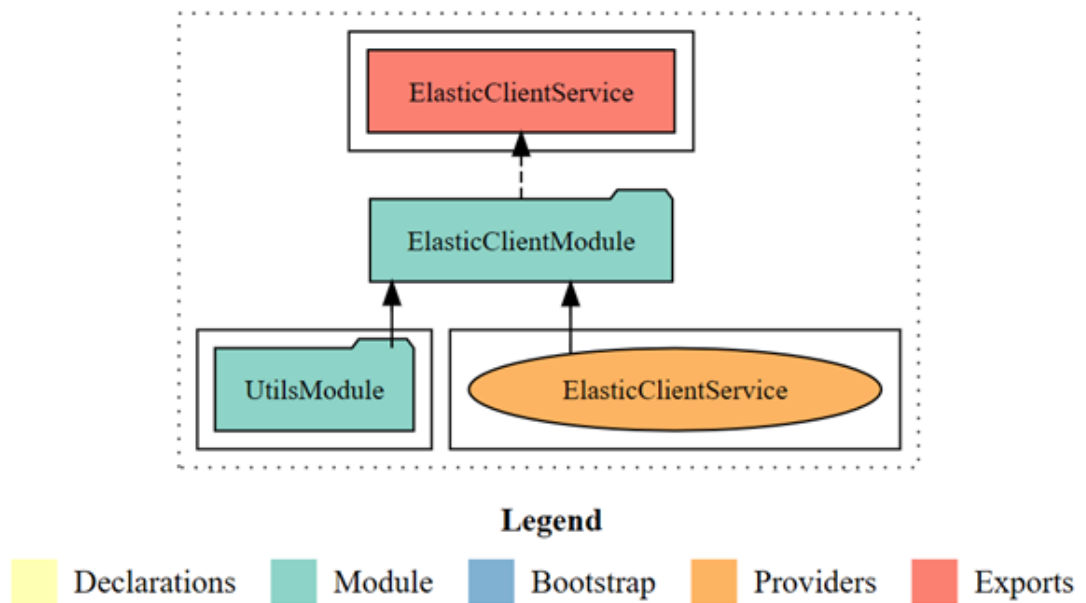 ElasticClientService
ElasticClientModule
UtilsModule
ElasticClientService
Legend
Declarations
Module
Bootstrap
Providers
Exports